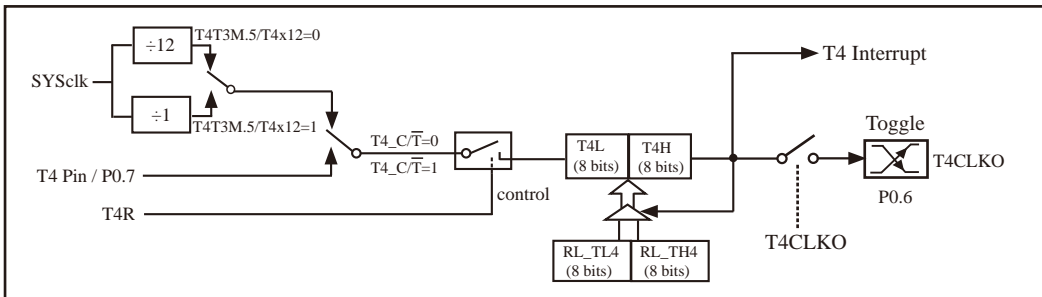 ÷12
T4T3M.5/T4x12=0
SYSclk
÷1
T4T3M.5/T4x12=1
T4 Pin / P0.7
T4R
T4_C/T̅=0
T4_C/T̅=1
control
T4L
(8 bits)
T4H
(8 bits)
RL_TL4
(8 bits)
RL_TH4
(8 bits)
T4 Interrupt
Toggle
T4CLKO
P0.6
T4CLKO